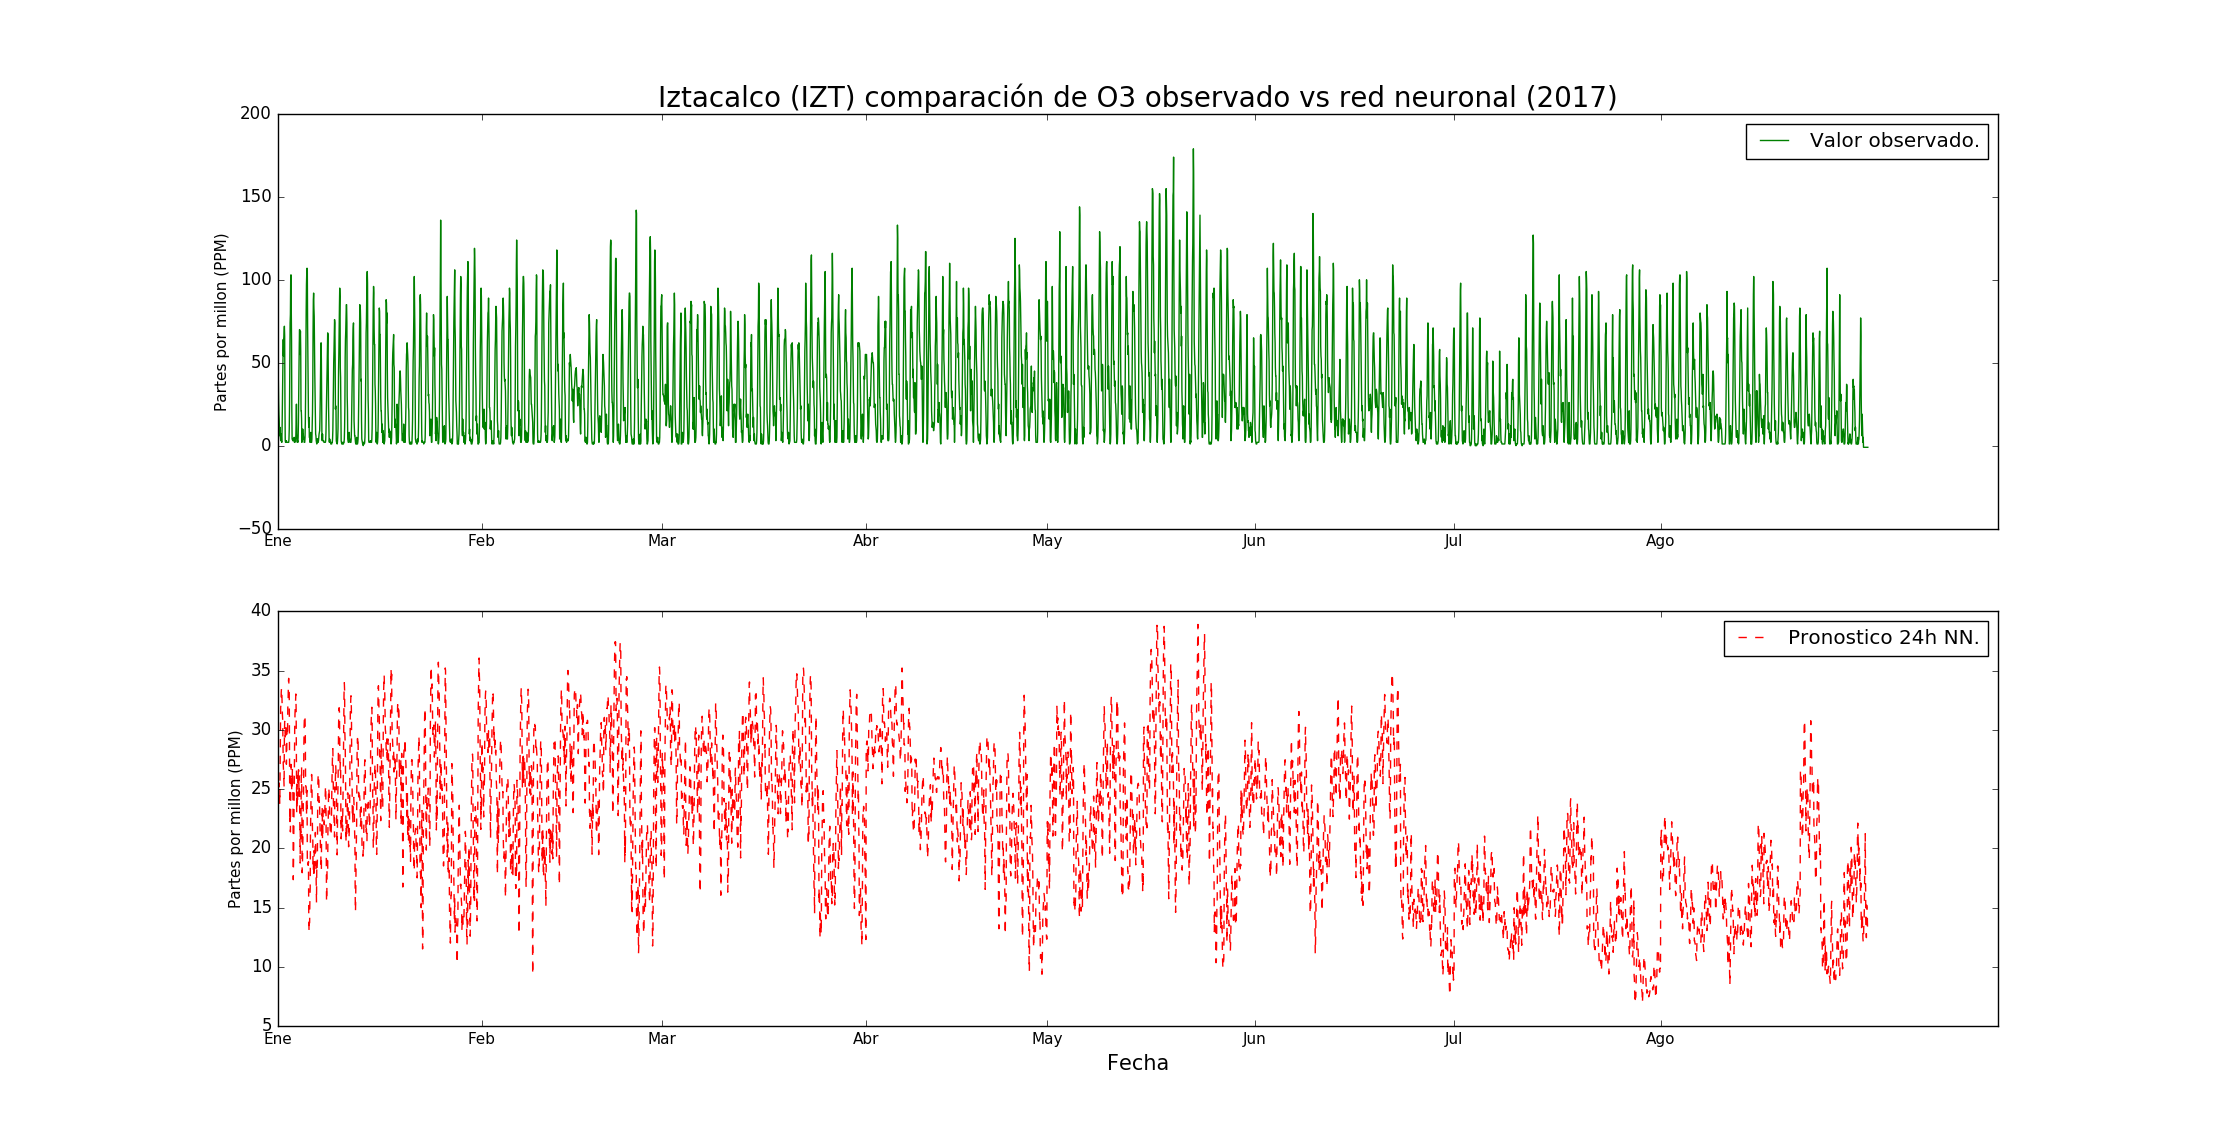 Iztacalco (IZT) comparación de O3 observado vs red neuronal (2017)
200
150
100
50
0
−50
Partes por millon (PPM)
Valor observado.
Ene Feb Mar Abr May Jun Jul Ago
40
35
30
25
20
15
10
5
Partes por millon (PPM)
Pronostico 24h NN.
Ene Feb Mar Abr May Jun Jul Ago
Fecha